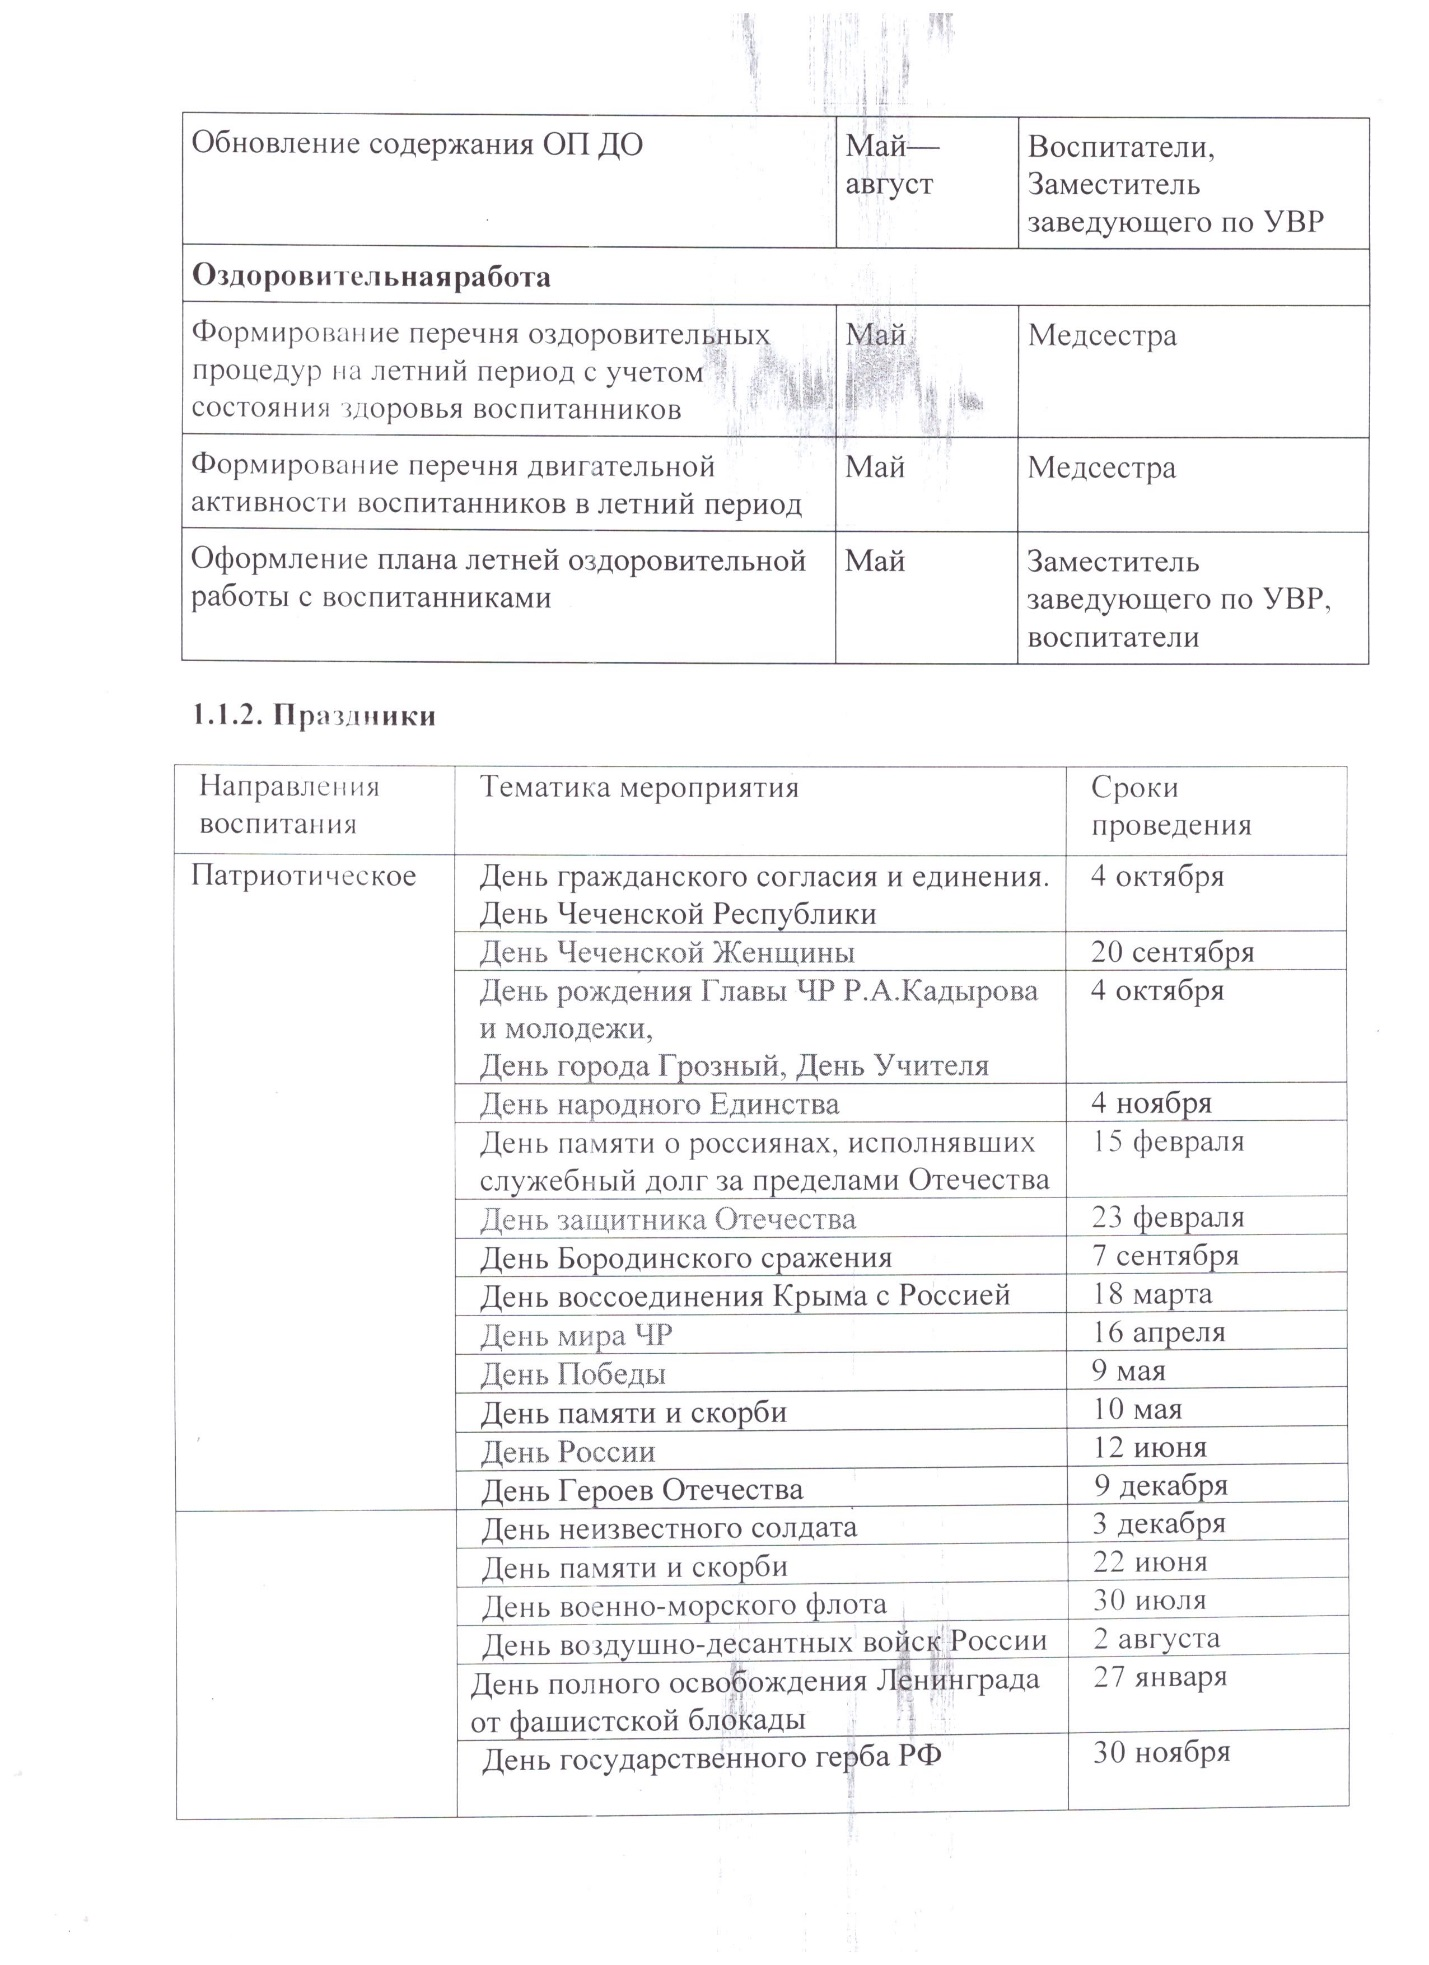 Обновление содержания ОП ДО
Май—
август
Воспитатели,
Заместитель
заведующего по УВР
Оздоровительнаяработа
Формирование перечня оздоровительных
процедур на летний период с учетом
состояния здоровья воспитанников
Май
Медсестра
Формирование перечня двигательной
активности воспитанников в летний период
Май
Медсестра
Оформление плана летней оздоровительной
работы с воспитанниками
Май
Заместитель
заведующего по УВР,
воспитатели
1.1.2. Праздники
Направления
воспитания
Тематика мероприятия
Сроки
проведения
Патриотическое
День гражданского согласия и единения.
День Чеченской Республики
4 октября
День Чеченской Женщины
20 сентября
День рождения Главы ЧР Р.А.Кадырова
и молодежи,
День города Грозный, День Учителя
4 октября
День народного Единства
4 ноября
День памяти о россиянах, исполнявших
служебный долг за пределами Отечества
15 февраля
День защитника Отечества
23 февраля
День Бородинского сражения
7 сентября
День воссоединения Крыма с Россией
18 марта
День мира ЧР
16 апреля
День Победы
9 мая
День памяти и скорби
10 мая
День России
12 июня
День Героев Отечества
9 декабря
День неизвестного солдата
3 декабря
День памяти и скорби
22 июня
День военно-морского флота
30 июля
День воздушно-десантных войск России
2 августа
День полного освобождения Ленинграда
от фашистской блокады
27 января
День государственного герба РФ
30 ноября